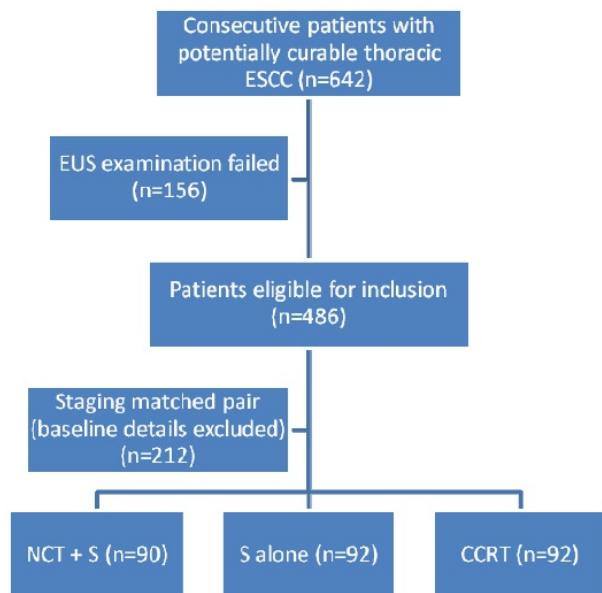 Consecutive patients with
potentially curable thoracic
ESCC (n=642)
EUS examination failed
(n=156)
Patients eligible for inclusion
(n=486)
Staging matched pair
(baseline details excluded)
(n=212)
NCT + S (n=90)
S alone (n=92)
CCRT (n=92)